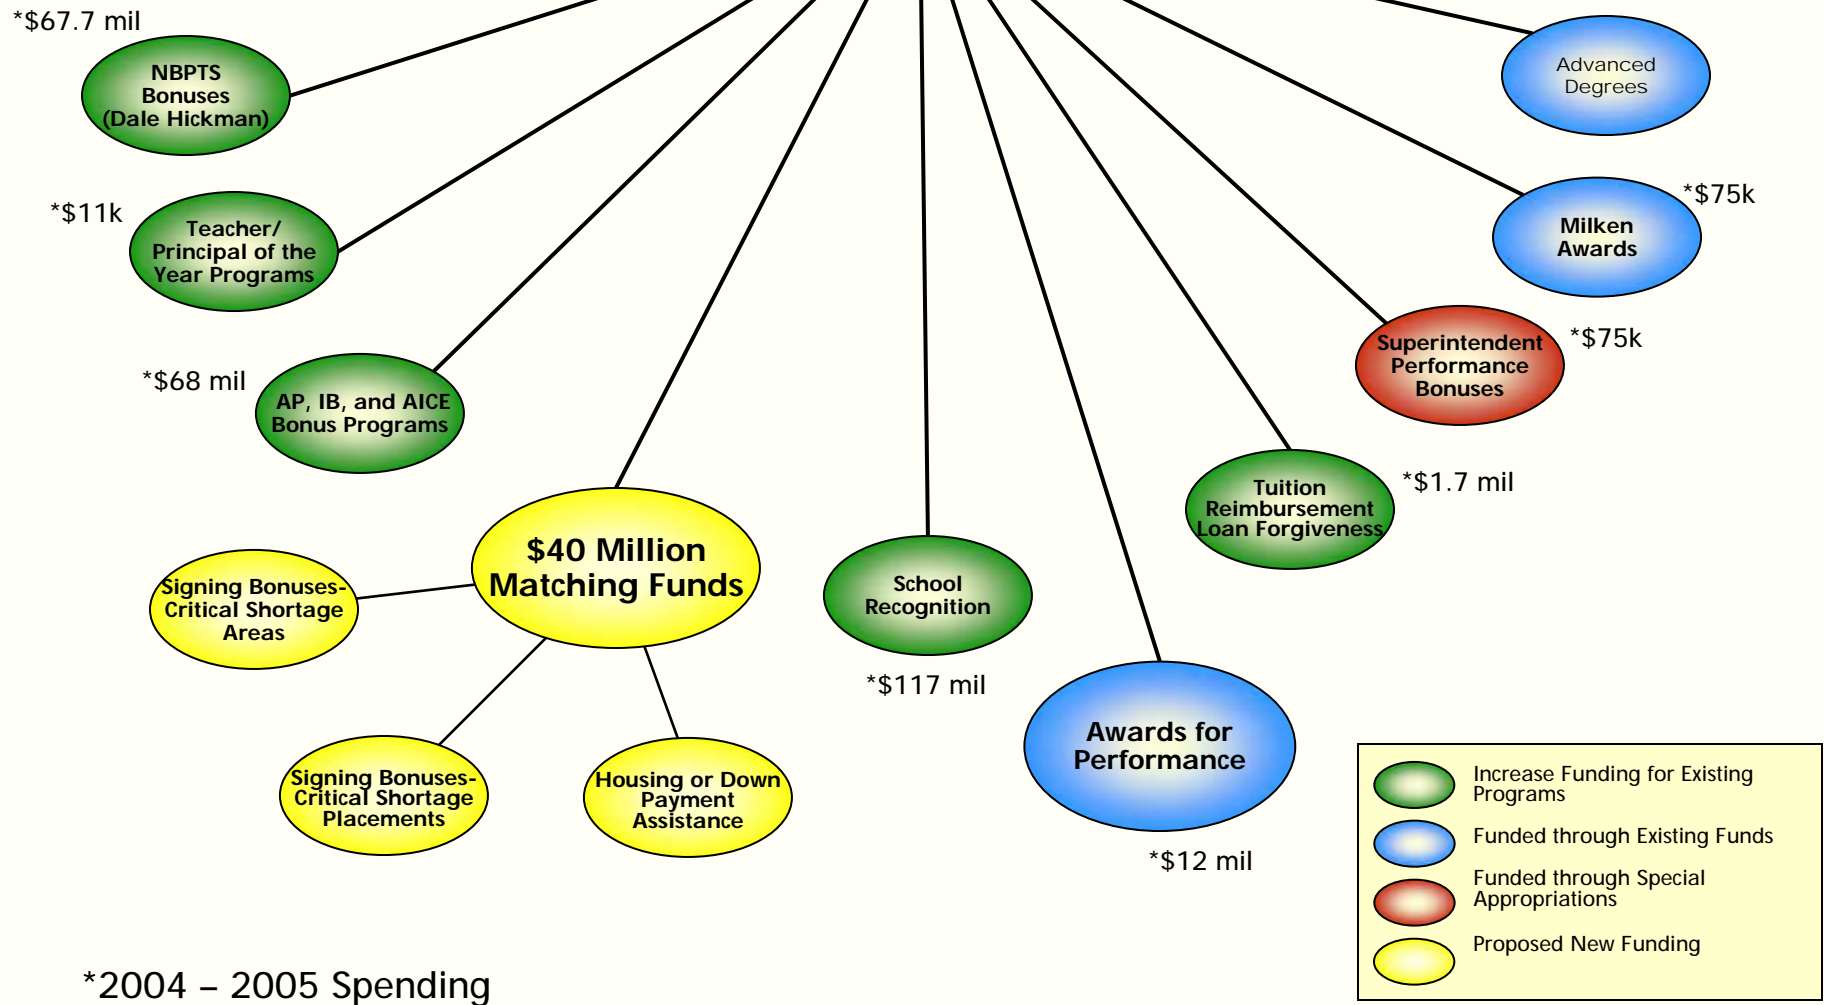 *$67.7 mil
NBPTS
Bonuses
(Dale Hickman)
*$11k
Teacher/
Principal of the
Year Programs
*$68 mil
AP, IB, and AICE
Bonus Programs
$40 Million
Matching Funds
Signing Bonuses-
Critical Shortage
Areas
Signing Bonuses-
Critical Shortage
Placements
Housing or Down
Payment
Assistance
School
Recognition
*$117 mil
Awards for
Performance
*$12 mil
Tuition
Reimbursement
Loan Forgiveness
*$1.7 mil
Superintendent
Performance
Bonuses
*$75k
Milken
Awards
*$75k
Advanced
Degrees
Increase Funding for Existing
Programs
Funded through Existing Funds
Funded through Special
Appropriations
Proposed New Funding
*2004 – 2005 Spending